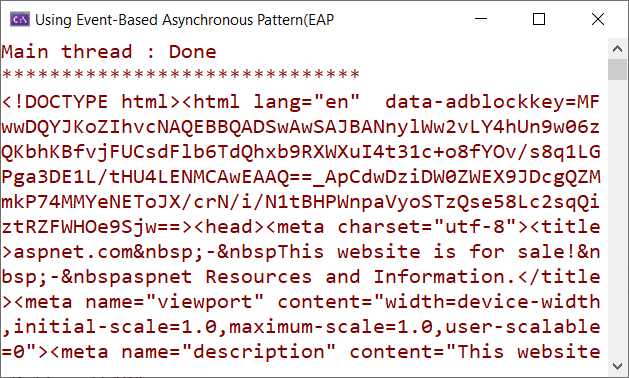 Using Event-Based Asynchronous Pattern(EAP
Main thread : Done
******************************
<!DOCTYPE html><html lang="en"  data-adblockkey=MF
wwDQYJKoZIhvcNAQEBBQADSwAwSAJBANnylWw2vLY4hUn9w06z
QKbhKBfvjFUCsdFlb6TdQhxb9RXWXuI4t31c+o8fYOv/s8q1LG
Pga3DE1L/tHU4LENMCAwEAAQ==_ApCdwDziDW0ZWEX9JDcgQZM
mkP74MMYeNEToJX/crN/i/N1tBHPWnpaVyoSTzQse58Lc2sqQi
ztRZFWHOe9Sjw==><head><meta charset="utf-8"><title
>aspnet.com&nbsp;-&nbspThis website is for sale!&n
bsp;-&nbspaspnet Resources and Information.</title
><meta name="viewport" content="width=device-width
,initial-scale=1.0,maximum-scale=1.0,user-scalable
=0"><meta name="description" content="This website